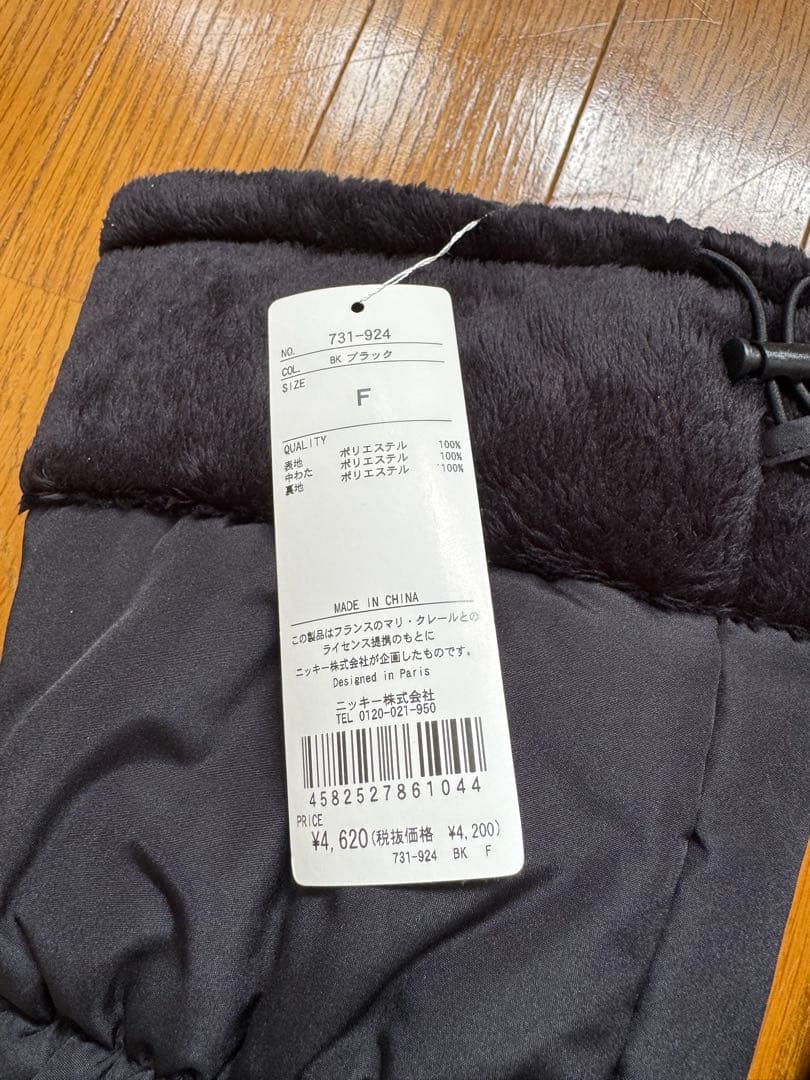 NO. 731-924
COL. BK ブラック
SIZE
F
QUALITY
表地 ポリエステル 100%
中わた ポリエステル 100%
裏地 ポリエステル 100%
MADE IN CHINA
この製品はフランスのマリ・クレールとの
ライセンス提携のもとに
ニッキー株式会社が企画したものです。
Designed in Paris
ニッキー株式会社
TEL 0120-021-950
4582527861044
PRICE
¥4,620(税抜価格 ¥4,200)
731-924 BK F